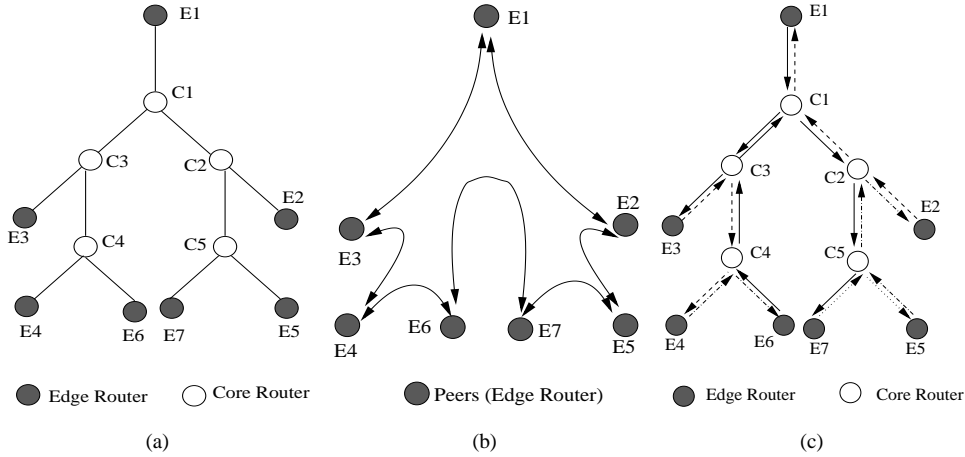 E1
C1
C3
C2
E3
E2
C4
C5
E4
E6
E7
E5
Edge Router
Core Router
(a)
E1
E3
E2
E4
E6
E7
E5
Peers (Edge Router)
(b)
E1
C1
C3
C2
E3
E2
C4
C5
E4
E6
E7
E5
Edge Router
Core Router
(c)